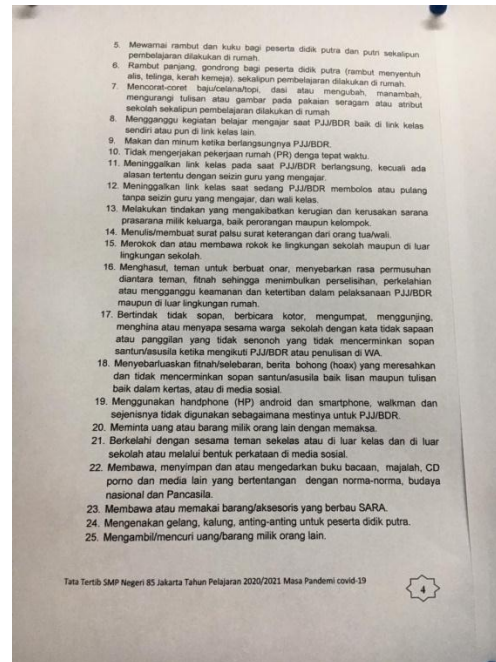 5. Mewarnai rambut dan kuku bagi peserta didik putra dan putri sekalipun
pembelajaran dilakukan di rumah.
6. Rambut panjang, gondrong bagi peserta didik putra (rambut menyentuh
alis, telinga, kerah kemeja). sekalipun pembelajaran dilakukan di rumah.
7. Mencorat-coret baju/celana/topi, dasi atau mengubah, manambah,
mengurangi tulisan atau gambar pada pakaian seragam atau atribut
sekolah sekalipun pembelajaran dilakukan di rumah
8. Mengganggu kegiatan belajar mengajar saat PJJ/BDR baik di link kelas
sendiri atau pun di link kelas lain.
9. Makan dan minum ketika berlangsungnya PJJ/BDR.
10. Tidak mengerjakan pekerjaan rumah (PR) denga tepat waktu.
11. Meninggalkan link kelas pada saat PJJ/BDR berlangsung, kecuali ada
alasan tertentu dengan seizin guru yang mengajar.
12. Meninggalkan link kelas saat sedang PJJ/BDR membolos atau pulang
tanpa seizin guru yang mengajar, dan wali kelas.
13. Melakukan tindakan yang mengakibatkan kerugian dan kerusakan sarana
prasarana milik keluarga, baik perorangan maupun kelompok.
14. Menulis/membuat surat palsu surat keterangan dari orang tua/wali.
15. Merokok dan atau membawa rokok ke lingkungan sekolah maupun di luar
lingkungan sekolah.
16. Menghasut, teman untuk berbuat onar, menyebarkan rasa permusuhan
diantara teman, fitnah sehingga menimbulkan perselisihan, perkelahian
atau mengganggu keamanan dan ketertiban dalam pelaksanaan PJJ/BDR
maupun di luar lingkungan rumah.
17. Bertindak tidak sopan, berbicara kotor, mengumpat, menggunjing,
menghina atau menyapa sesama warga sekolah dengan kata tidak sapaan
atau panggilan yang tidak senonoh yang tidak mencerminkan sopan
santun/asusila ketika mengikuti PJJ/BDR atau penulisan di WA.
18. Menyebarluaskan fitnah/selebaran, berita bohong (hoax) yang meresahkan
dan tidak mencerminkan sopan santun/asusila baik lisan maupun tulisan
baik dalam kertas, atau di media sosial.
19. Menggunakan handphone (HP) android dan smartphone, walkman dan
sejenisnya tidak digunakan sebagaimana mestinya untuk PJJ/BDR.
20. Meminta uang atau barang milik orang lain dengan memaksa.
21. Berkelahi dengan sesama teman sekelas atau di luar kelas dan di luar
sekolah atau melalui bentuk perkataan di media sosial.
22. Membawa, menyimpan dan atau mengedarkan buku bacaan, majalah, CD
porno dan media lain yang bertentangan dengan norma-norma, budaya
nasional dan Pancasila.
23. Membawa atau memakai barang/aksesoris yang berbau SARA.
24. Mengenakan gelang, kalung, anting-anting untuk peserta didik putra.
25. Mengambil/mencuri uang/barang milik orang lain.
Tata Tertib SMP Negeri 85 Jakarta Tahun Pelajaran 2020/2021 Masa Pandemi covid-19
4